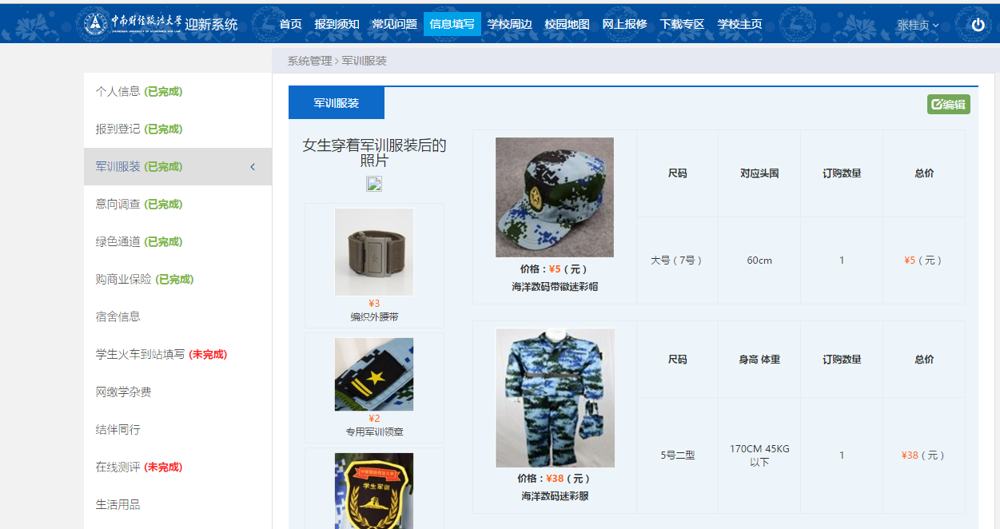 中南财经政法大学 迎新系统
首页 报到须知 常见问题 信息填写 学校周边 校园地图 网上报修 下载专区 学校主页
张桂贞
系统管理 > 军训服装
个人信息 (已完成)
报到登记 (已完成)
军训服装 (已完成)
意向调查 (已完成)
绿色通道 (已完成)
购商业保险 (已完成)
宿舍信息
学生火车到站填写 (未完成)
网缴学杂费
结伴同行
在线测评 (未完成)
生活用品
军训服装
编辑
女生穿着军训服装后的
照片
¥3
编织外腰带
¥2
专用军训领章
中南财经政法大学
学生军训
价格：¥5（元）
海洋数码带徽迷彩帽
尺码 对应头围 订购数量 总价
大号（7号） 60cm 1 ¥5（元）
价格：¥38（元）
海洋数码迷彩服
尺码 身高 体重 订购数量 总价
5号二型 170CM 45KG
以下 1 ¥38（元）